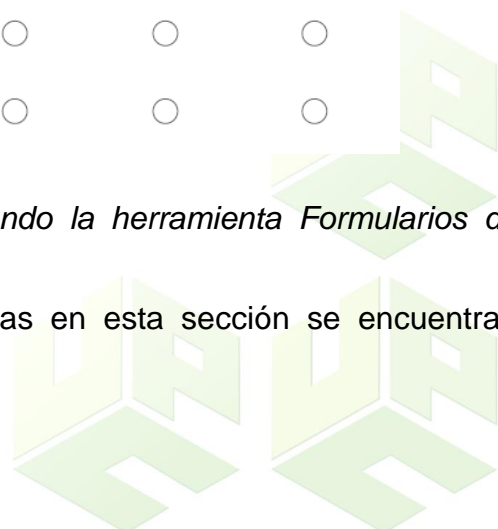 ndo la herramienta Formularios d
as en esta sección se encuentra